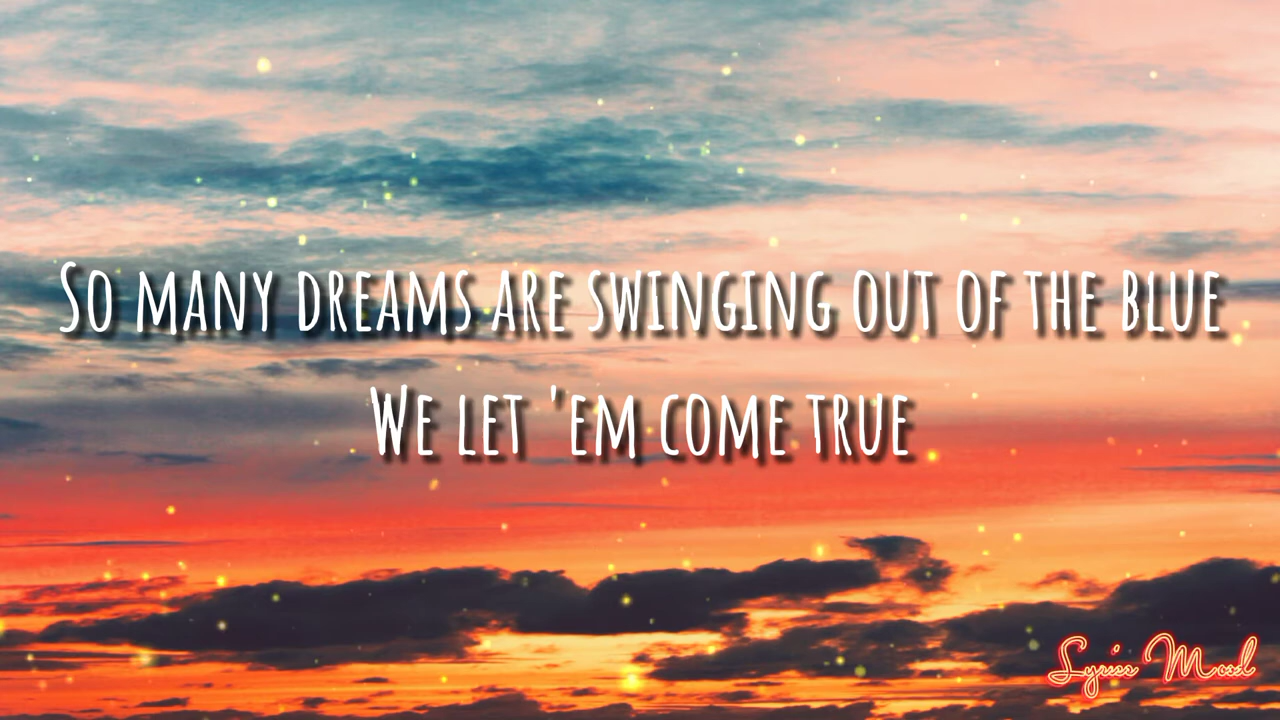 So many dreams are swinging out of the blue
We let 'em come true
Lyrics Mood